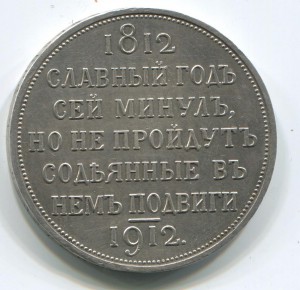 1812
СЛАВНЫЙ ГОДЪ
СЕЙ МИНУЛЪ,
НО НЕ ПРОЙДУТЪ
СОДѢЯННЫЕ ВЪ
НЕМЪ ПОДВИГИ
1912.